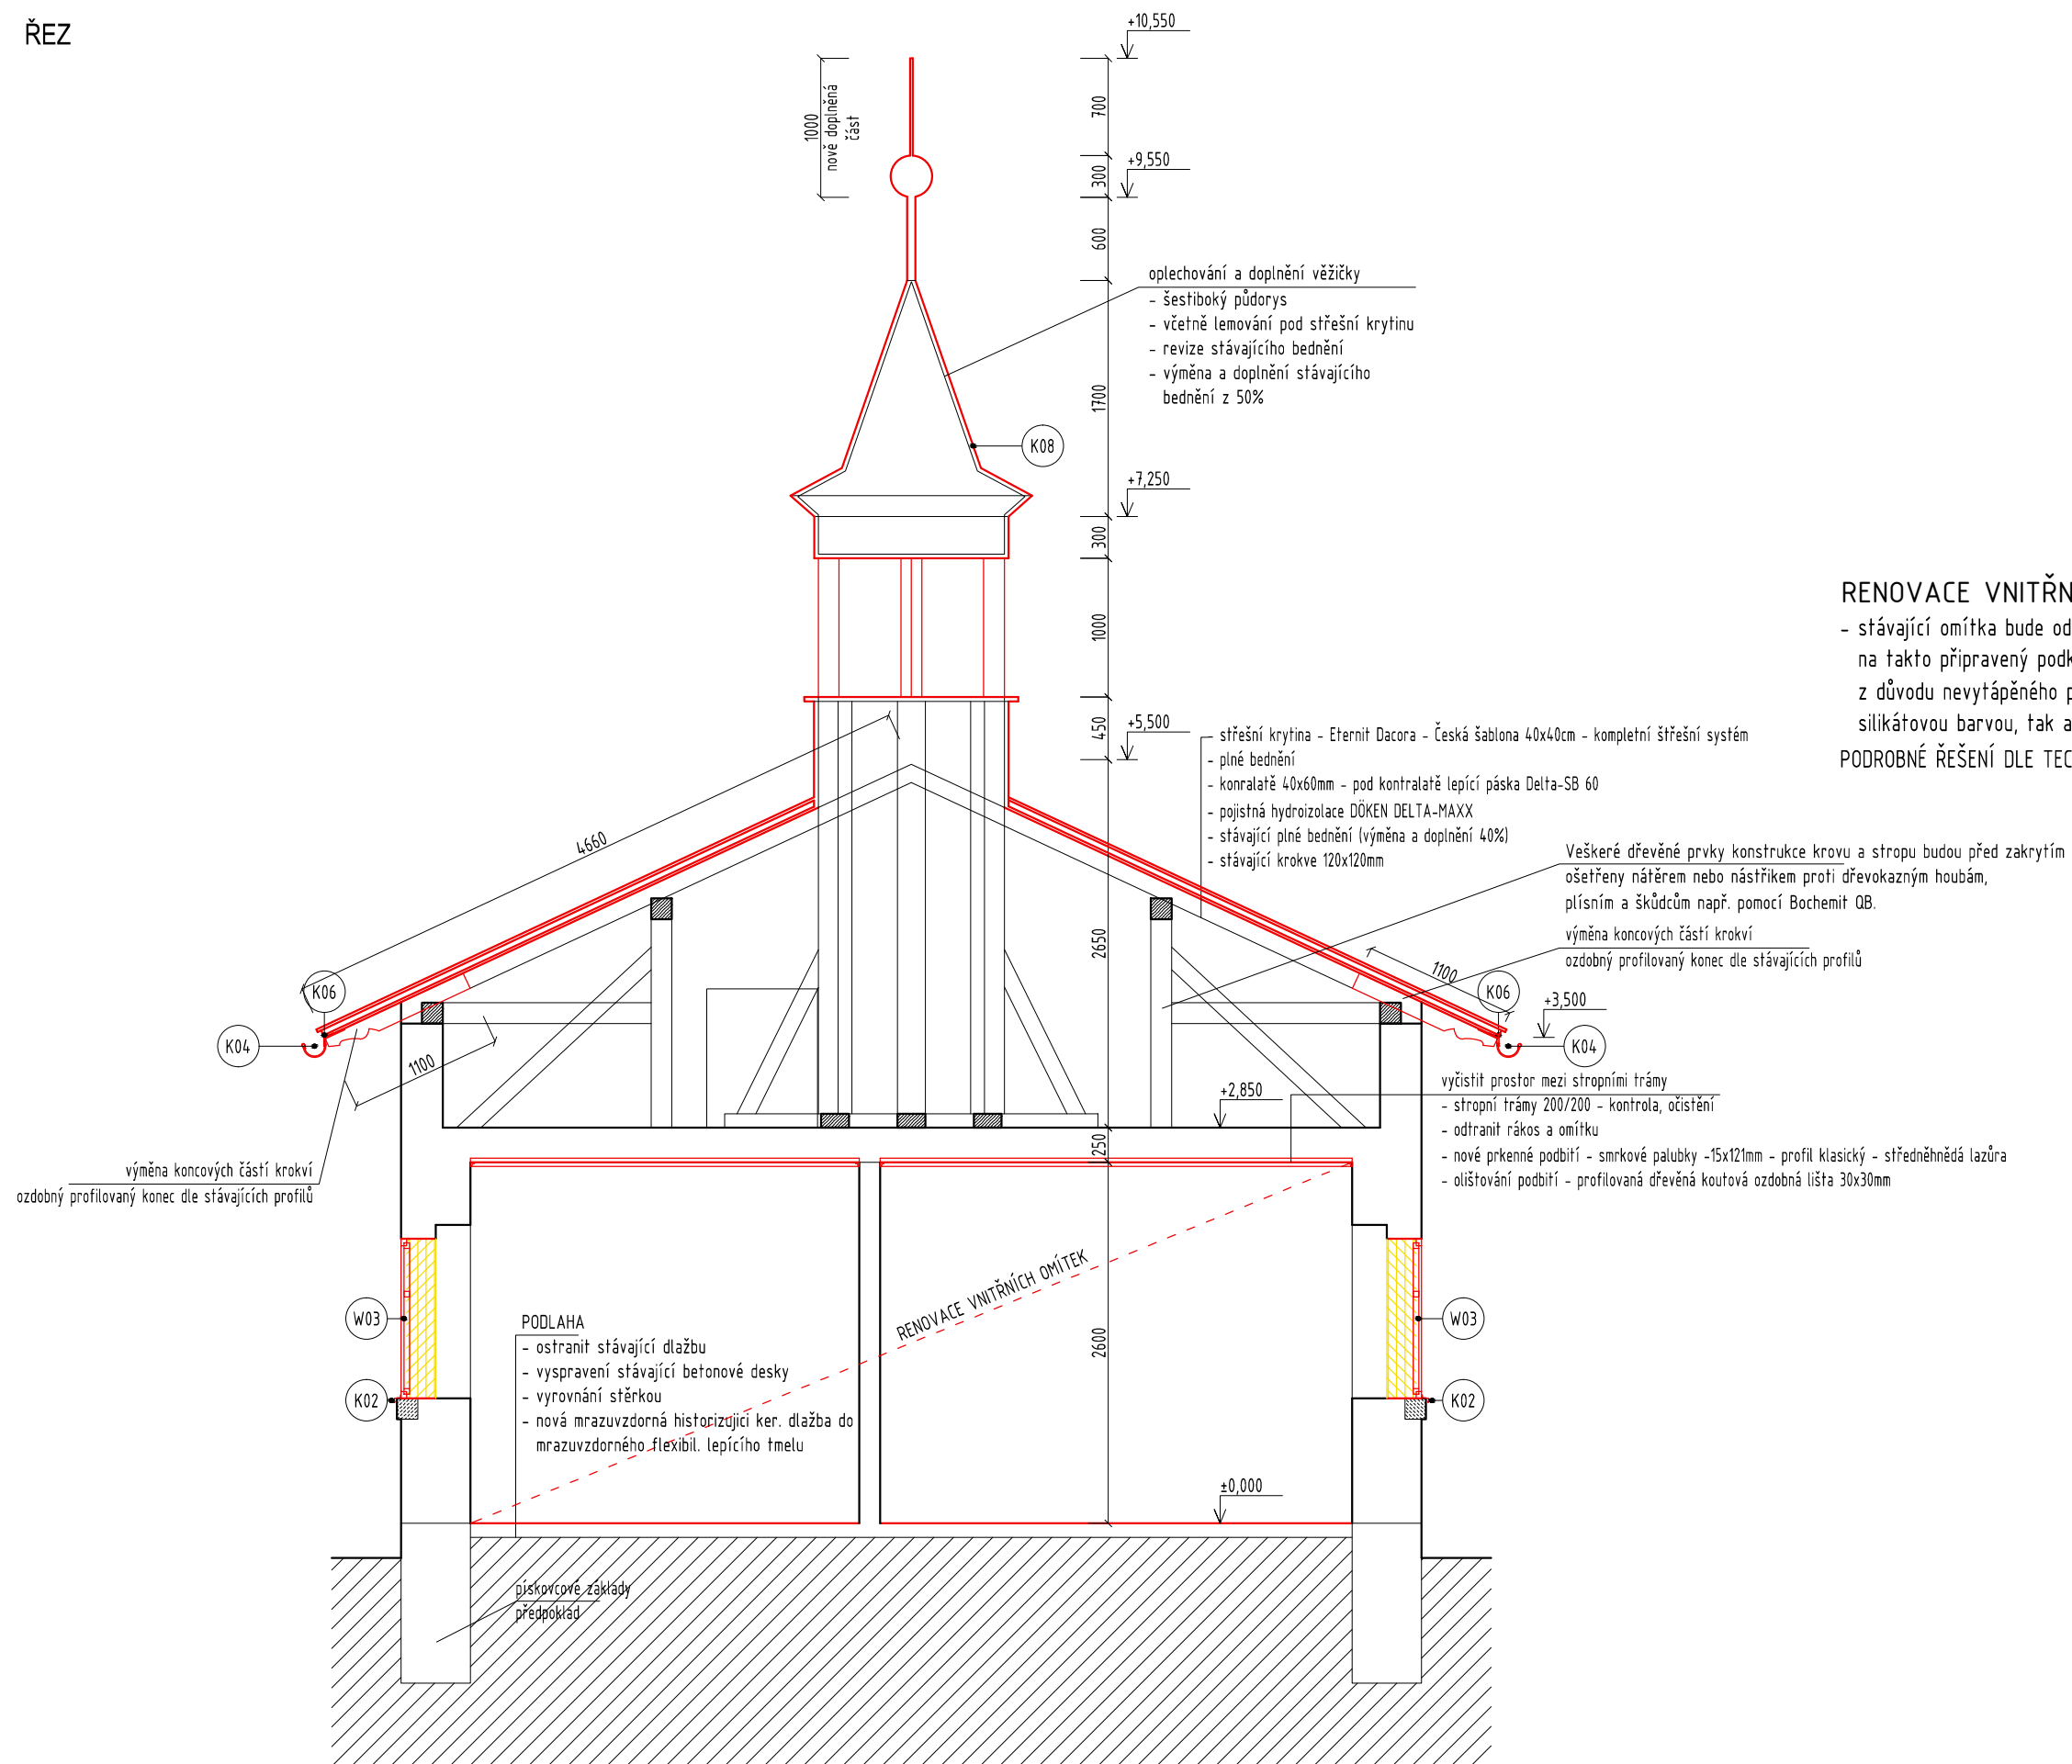 ŘEZ
+10,550
700
1000
nově doplněná
část
+9,550
300
600
oplechování a doplnění věžičky
- šestiboký půdorys
- včetně lemování pod střešní krytinu
- revize stávajícího bednění
- výměna a doplnění stávajícího
bednění z 50%
1700
K08
+7,250
300
1000
RENOVACE VNITŘN
- stávající omítka bude od
na takto připravený podk
z důvodu nevytápěného p
silikátovou barvou, tak a
PODROBNÉ ŘEŠENÍ DLE TEC
450
+5,500
- střešní krytina - Eternit Dacora - Česká šablona 40x40cm - kompletní štřešní systém
- plné bednění
- konralatě 40x60mm - pod kontralatě lepící páska Delta-SB 60
- pojistná hydroizolace DÖKEN DELTA-MAXX
- stávající plné bednění (výměna a doplnění 40%)
- stávající krokve 120x120mm
4660
Veškeré dřevěné prvky konstrukce krovu a stropu budou před zakrytím
ošetřeny nátěrem nebo nástřikem proti dřevokazným houbám,
plísním a škůdcům např. pomocí Bochemit QB.
výměna koncových částí krokví
ozdobný profilovaný konec dle stávajících profilů
2650
1100
K06
K06
+3,500
K04
K04
1100
+2,850
vyčistit prostor mezi stropními trámy
- stropní trámy 200/200 - kontrola, očistění
- odtranit rákos a omítku
- nové prkenné podbití - smrkové palubky -15x121mm - profil klasický - středněhnědá lazůra
- olištování podbití - profilovaná dřevěná koutová ozdobná lišta 30x30mm
250
výměna koncových částí krokví
ozdobný profilovaný konec dle stávajících profilů
RENOVACE VNITŘNÍCH OMÍTEK
2600
W03
W03
PODLAHA
- ostranit stávající dlažbu
- vyspravení stávající betonové desky
- vyrovnání stěrkou
- nová mrazuvzdorná historizujici ker. dlažba do
mrazuvzdorného flexibil. lepícího tmelu
K02
K02
±0,000
pískovcové základy
předpoklad